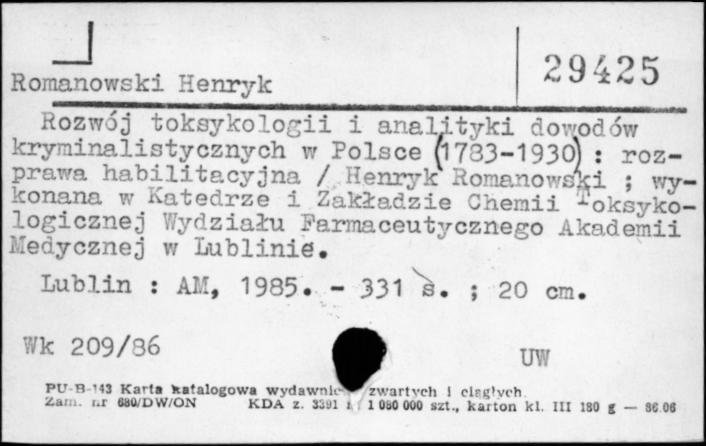 29425
Romanowski Henryk
Rozwój toksykologii i analityki dowodów
kryminalistycznych w Polsce (1783-1930) : roz-
prawa habilitacyjna / Henryk Romanowski ; wy-
konana w Katedrze i Zakładzie Chemii Toksyko-
logicznej Wydziału Farmaceutycznego Akademii
Medycznej w Lublinie.
Lublin : AM, 1985. - 331 s. ; 20 cm.
Wk 209/86
UW
PU-B-143 Karta katalogowa wydawnic zwartych i ciągłych.
Zam. nr 680/DW/ON KDA z. 3391 1 080 000 szt., karton kl. III 180 g — 86.06